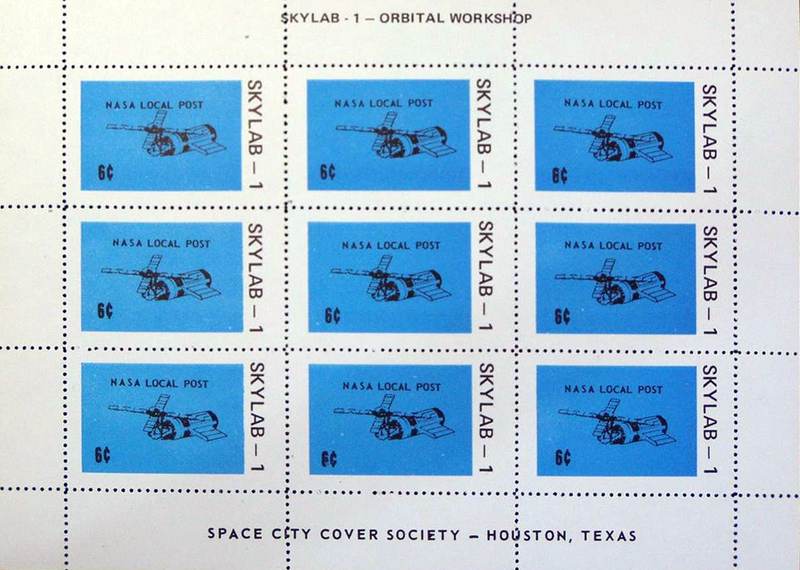 SKYLAB - 1 — ORBITAL WORKSHOP
NASA LOCAL POST
6¢
SKYLAB — 1
NASA LOCAL POST
6¢
SKYLAB — 1
NASA LOCAL POST
6¢
SKYLAB — 1
NASA LOCAL POST
6¢
SKYLAB — 1
NASA LOCAL POST
6¢
SKYLAB — 1
NASA LOCAL POST
6¢
SKYLAB — 1
NASA LOCAL POST
6¢
SKYLAB — 1
NASA LOCAL POST
6¢
SKYLAB — 1
NASA LOCAL POST
6¢
SKYLAB — 1
SPACE CITY COVER SOCIETY — HOUSTON, TEXAS